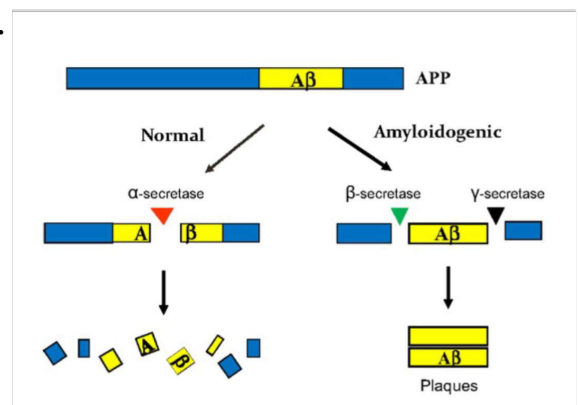 Aβ APP
Normal Amyloidogenic
α-secretase β-secretase γ-secretase
A β Aβ
A β Aβ
Plaques